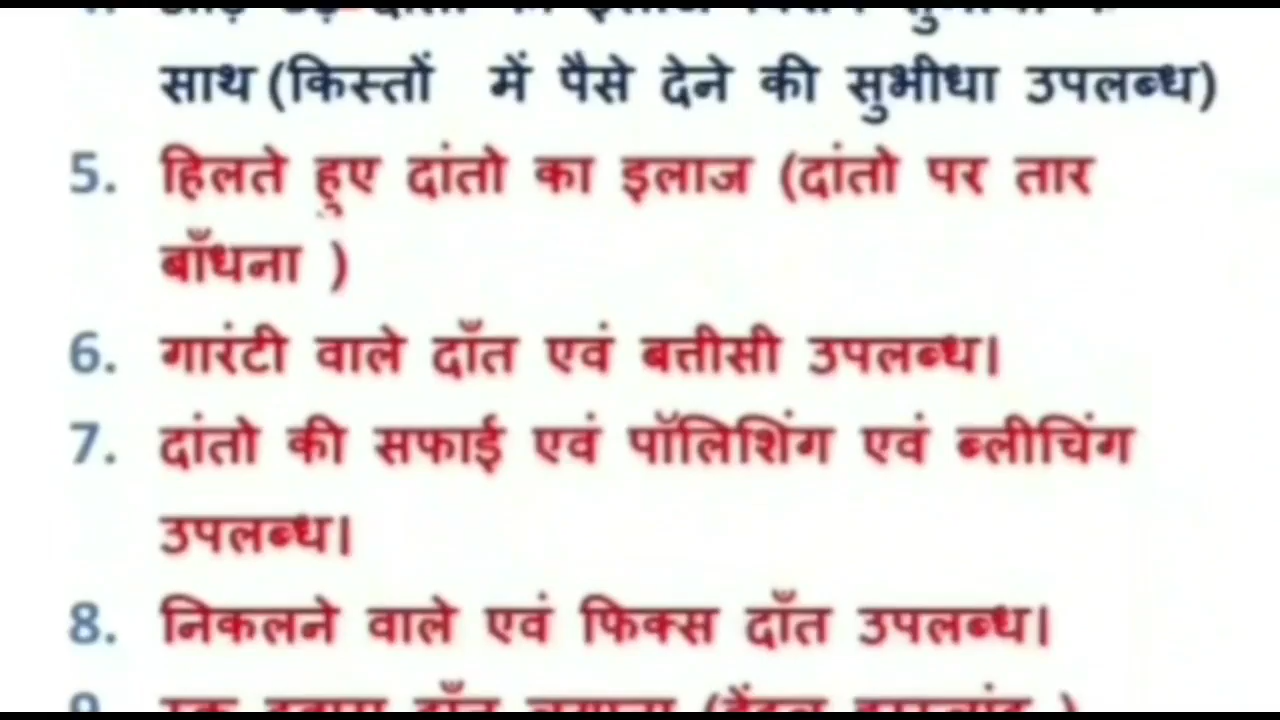 साथ (किस्तों में पैसे देने की सुभीधा उपलब्ध)
5. हिलते हुए दांतो का इलाज (दांतो पर तार
बाँधना )
6. गारंटी वाले दाँत एवं बत्तीसी उपलब्ध।
7. दांतो की सफाई एवं पॉलिशिंग एवं ब्लीचिंग
उपलब्ध।
8. निकलने वाले एवं फिक्स दाँत उपलब्ध।